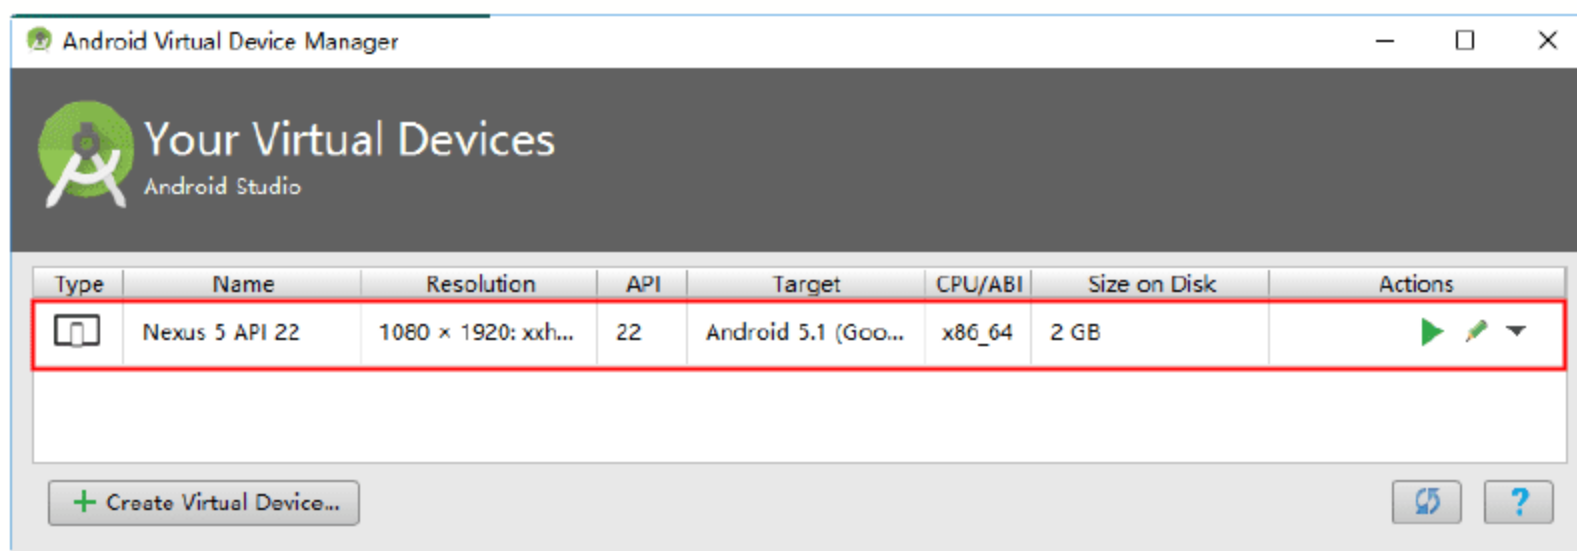 Android Virtual Device Manager
Your Virtual Devices
Android Studio
Type Name Resolution API Target CPU/ABI Size on Disk Actions
Nexus 5 API 22 1080 × 1920: xxh... 22 Android 5.1 (Goo... x86_64 2 GB
+ Create Virtual Device...
?